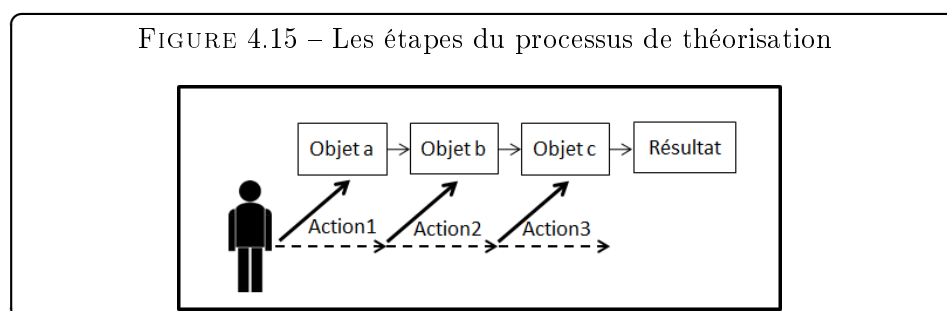 FIGURE 4.15 – Les étapes du processus de théorisation
Objet a Objet b Objet c Résultat
Action1 Action2 Action3